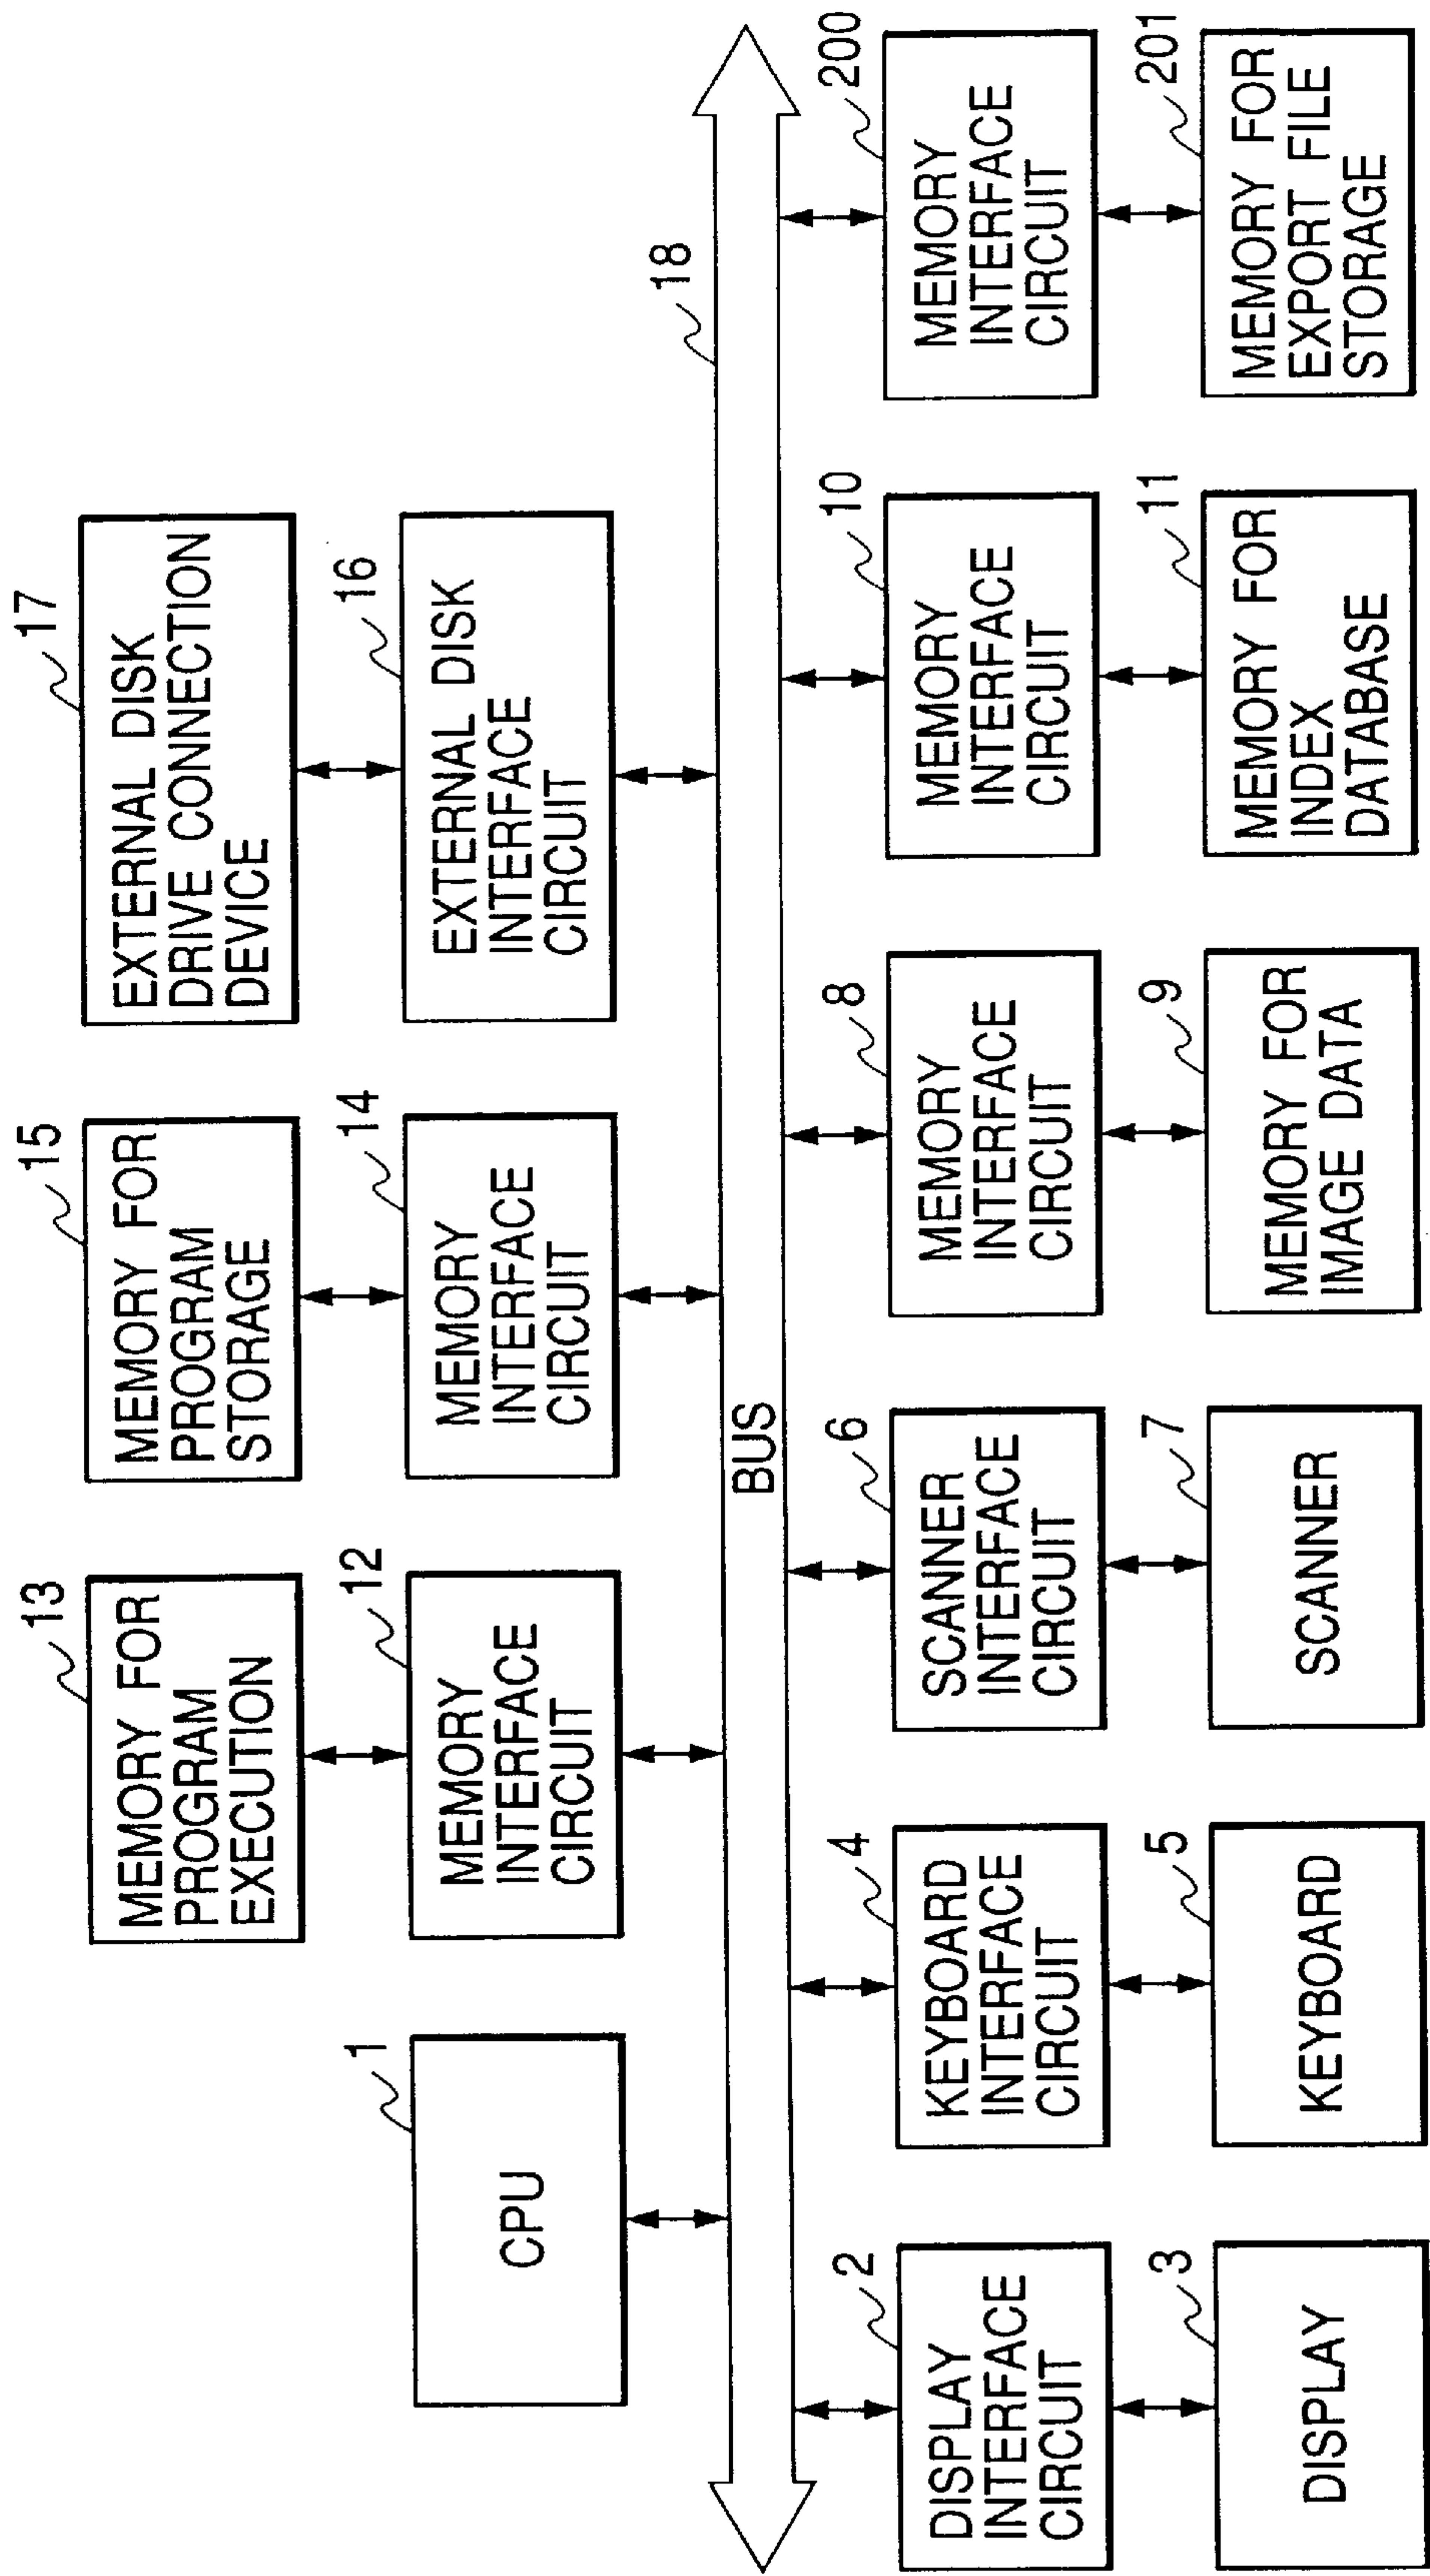 13
MEMORY FOR
PROGRAM
EXECUTION
15
MEMORY FOR
PROGRAM
STORAGE
17
EXTERNAL DISK
DRIVE CONNECTION
DEVICE
1
CPU
12
MEMORY
INTERFACE
CIRCUIT
14
MEMORY
INTERFACE
CIRCUIT
16
EXTERNAL DISK
INTERFACE
CIRCUIT
18
BUS
2
DISPLAY
INTERFACE
CIRCUIT
4
KEYBOARD
INTERFACE
CIRCUIT
6
SCANNER
INTERFACE
CIRCUIT
8
MEMORY
INTERFACE
CIRCUIT
10
MEMORY
INTERFACE
CIRCUIT
200
MEMORY
INTERFACE
CIRCUIT
3
DISPLAY
5
KEYBOARD
7
SCANNER
9
MEMORY FOR
IMAGE DATA
11
MEMORY FOR
INDEX
DATABASE
201
MEMORY FOR
EXPORT FILE
STORAGE